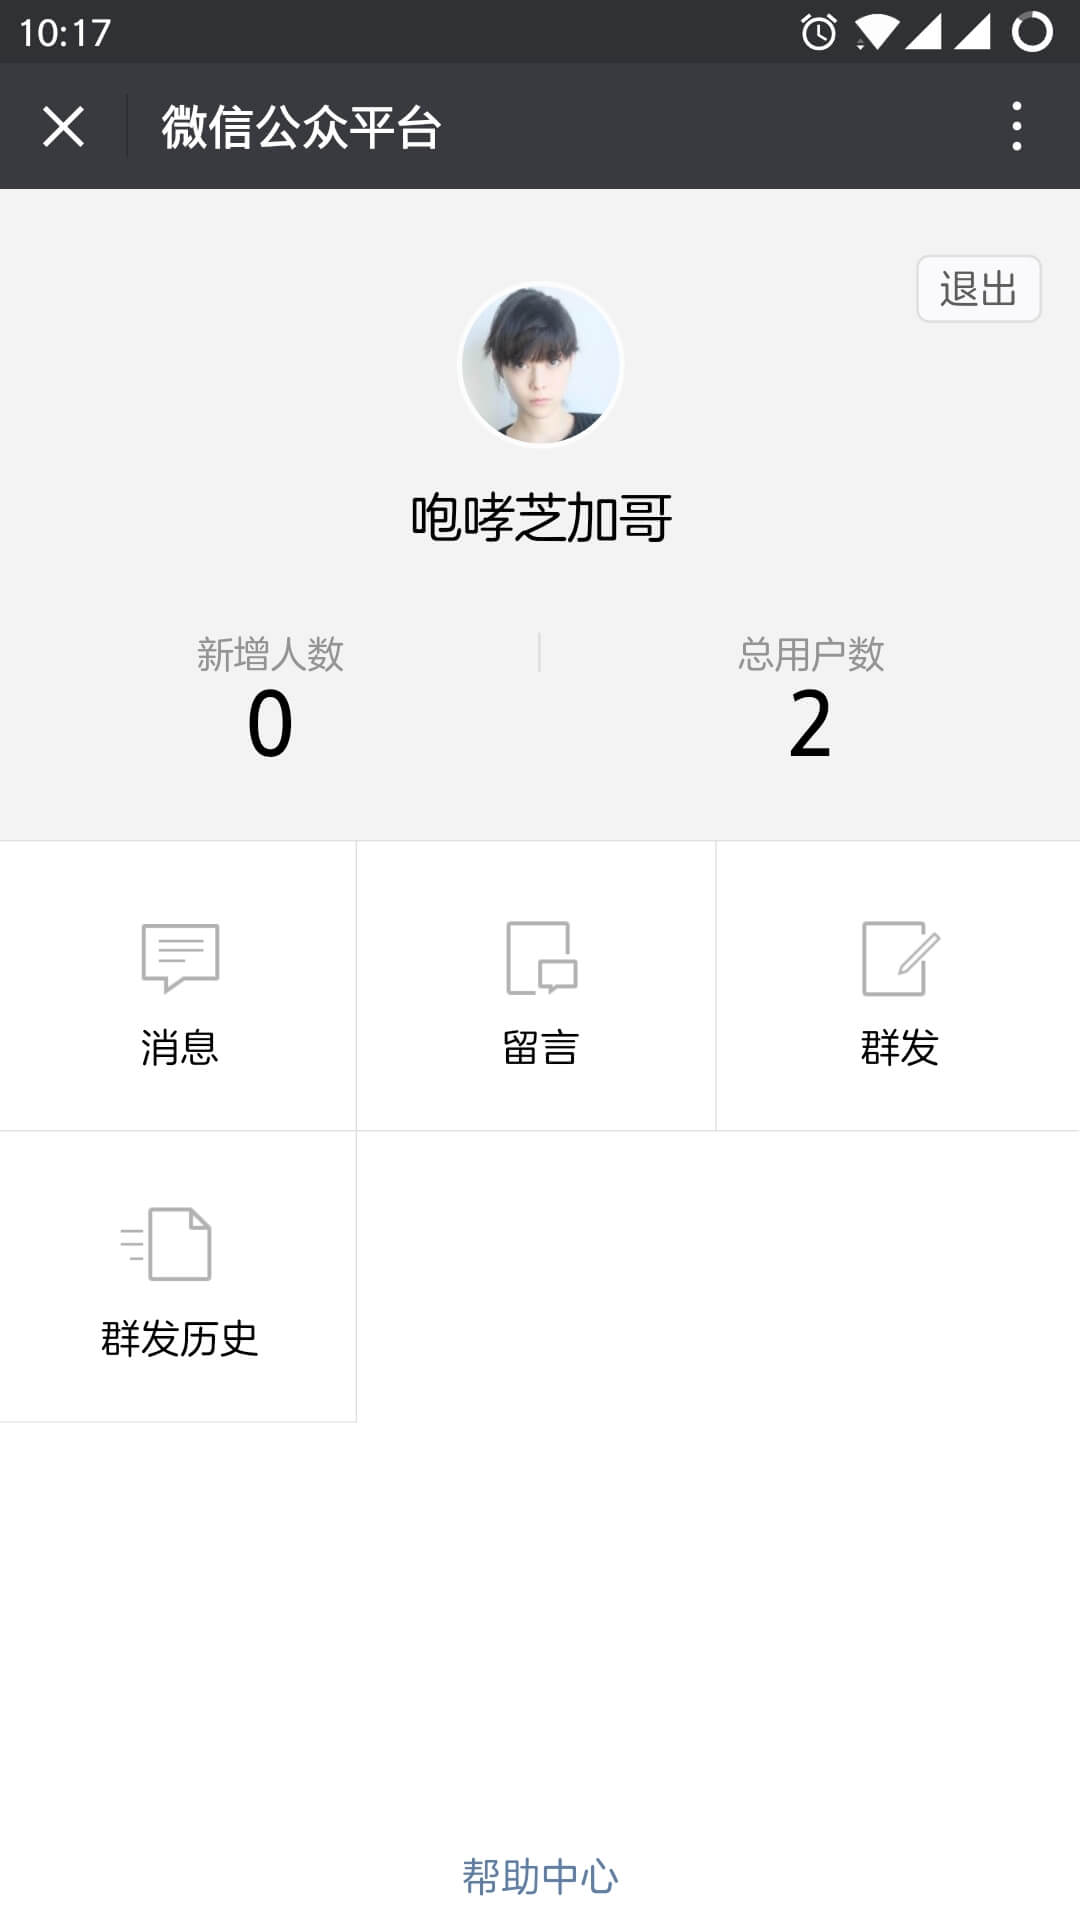 10:17
微信公众平台
退出
咆哮芝加哥
新增人数 总用户数
0 2
消息 留言 群发
群发历史
帮助中心